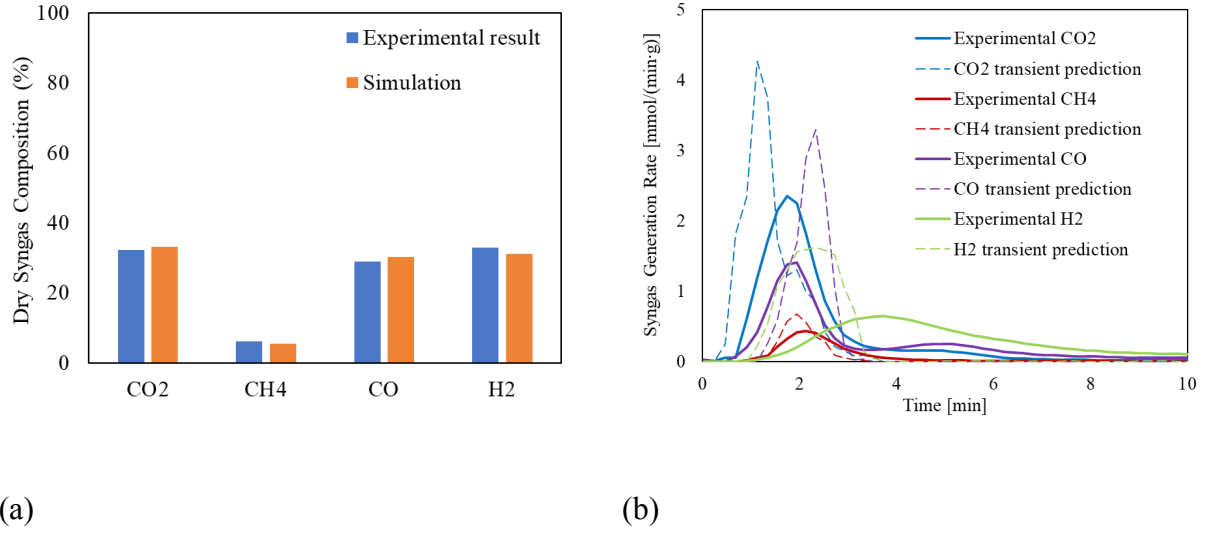 Dry Syngas Composition (%)
100
80
60
40
20
0
Experimental result
Simulation
CO2
CH4
CO
H2
(a)
Syngas Generation Rate [mmol/(min·g)]
5
4
3
2
1
0
Experimental CO2
CO2 transient prediction
Experimental CH4
CH4 transient prediction
Experimental CO
CO transient prediction
Experimental H2
H2 transient prediction
0
2
4
6
8
10
Time [min]
(b)